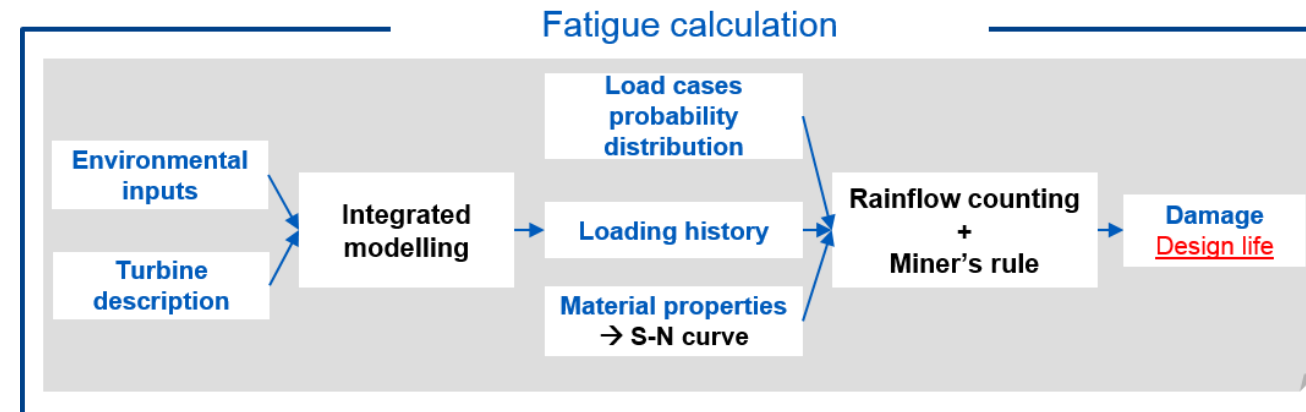 Fatigue calculation
Environmental
inputs
Turbine
description
Integrated
modelling
Load cases
probability
distribution
Loading history
Material properties
→ S-N curve
Rainflow counting
+
Miner’s rule
Damage
Design life